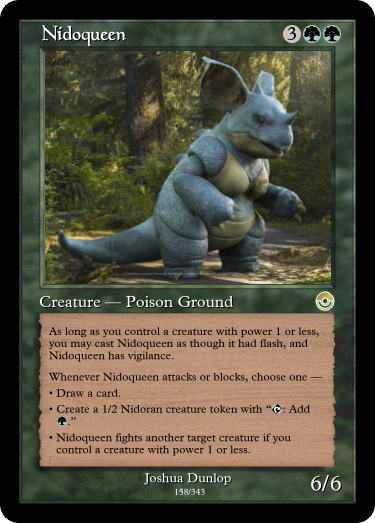 Nidoqueen 3
Creature — Poison Ground
As long as you control a creature with power 1 or less,
you may cast Nidoqueen as though it had flash, and
Nidoqueen has vigilance.
Whenever Nidoqueen attacks or blocks, choose one —
• Draw a card.
• Create a 1/2 Nidoran creature token with “: Add
.”
• Nidoqueen fights another target creature if you
control a creature with power 1 or less.
Joshua Dunlop
158/343
6/6